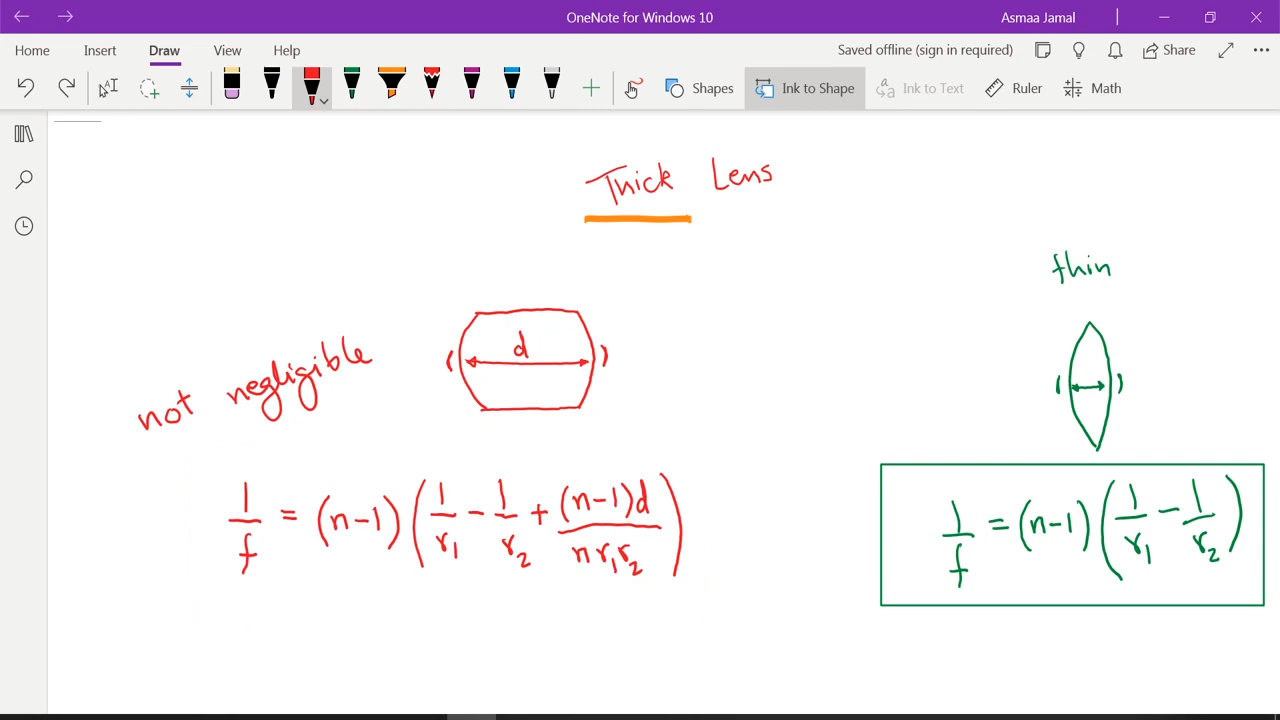 OneNote for Windows 10
Asmaa Jamal
Home Insert Draw View Help
Saved offline (sign in required)
Share
Shapes
Ink to Shape
Ink to Text
Ruler
Math
Thick Lens
thin
d
not negligible
1/f = (n-1) (1/r₁ - 1/r₂ + (n-1)d/nr₁r₂)
1/f = (n-1) (1/r₁ - 1/r₂)